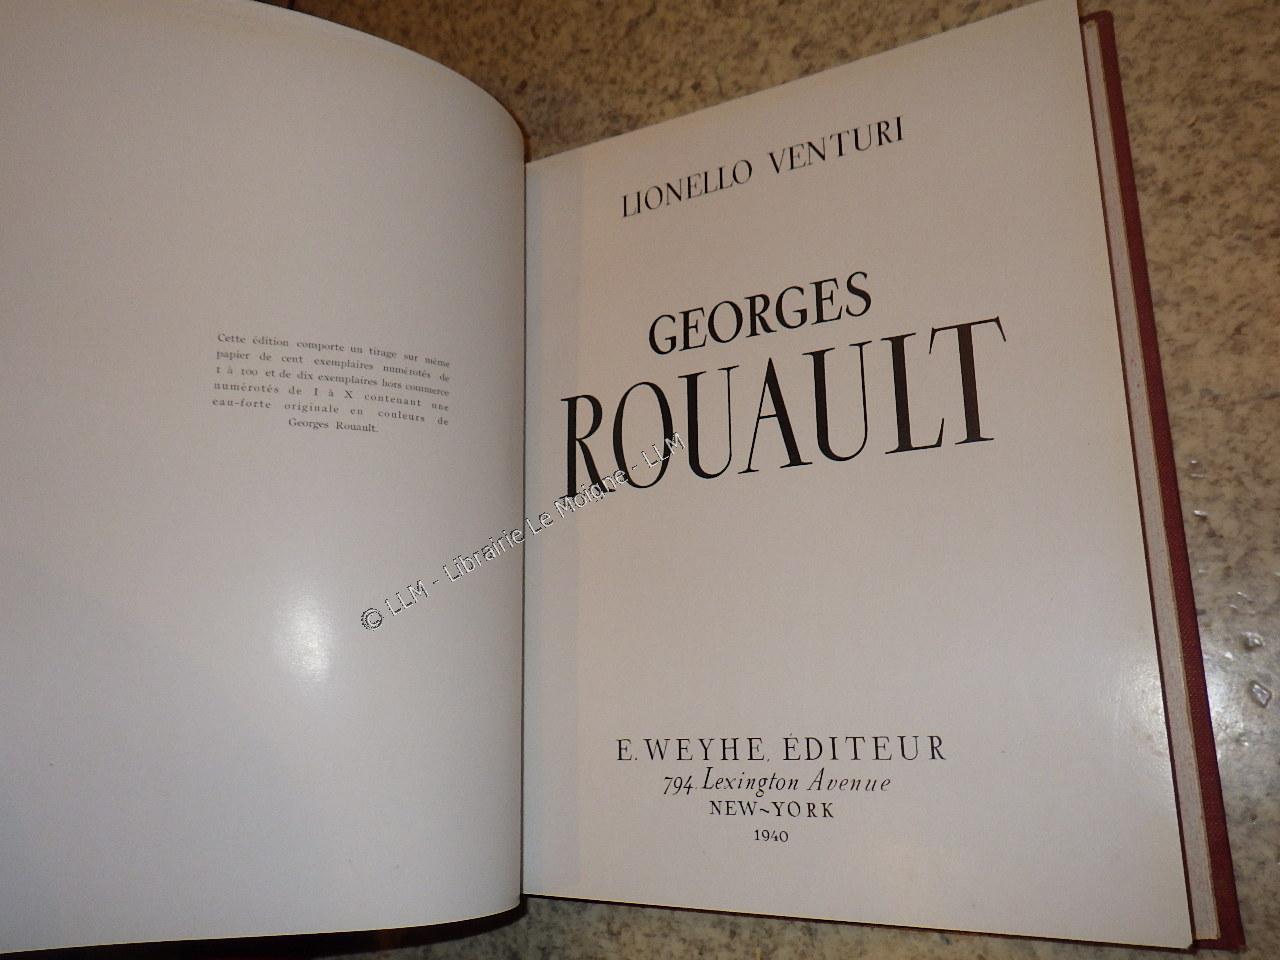 Cette édition comporte un tirage sur même
papier de cent exemplaires numérotés de
1 à 100 et de dix exemplaires hors commerce
numérotés de I à X contenant une
eau-forte originale en couleurs de
Georges Rouault.
LIONELLO VENTURI
GEORGES
ROUAULT
E. WEYHE, ÉDITEUR
794, Lexington Avenue
NEW~YORK
1940
© LLM - Librairie Le Moigne - LLM